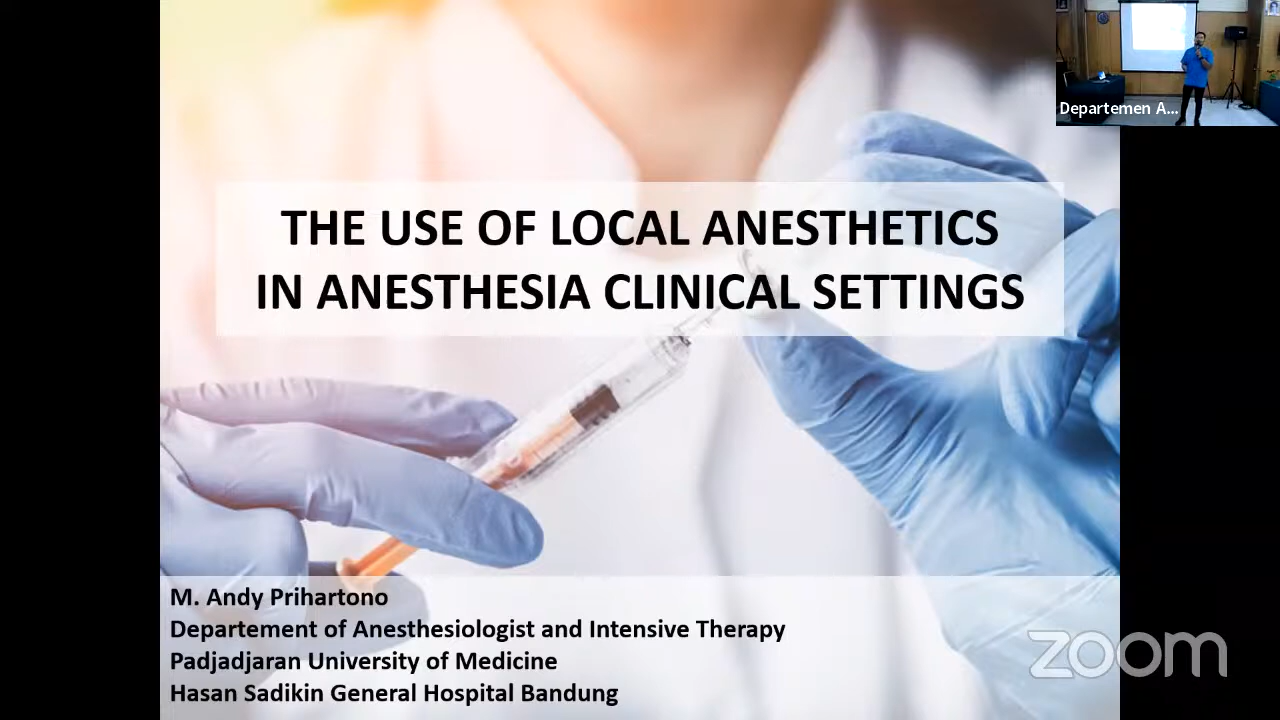 Departemen A...
THE USE OF LOCAL ANESTHETICS
IN ANESTHESIA CLINICAL SETTINGS
M. Andy Prihartono
Departement of Anesthesiologist and Intensive Therapy
Padjadjaran University of Medicine
Hasan Sadikin General Hospital Bandung
zoom